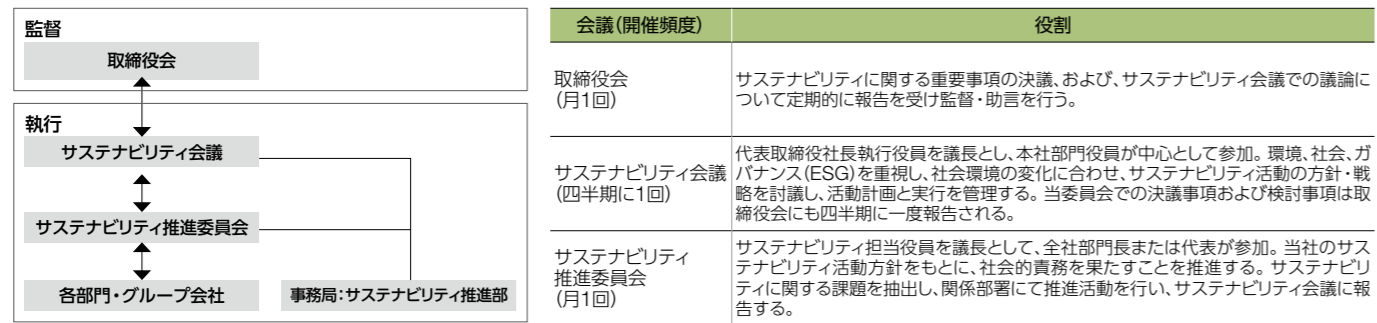 監督
取締役会
執行
サステナビリティ会議
サステナビリティ推進委員会
各部門・グループ会社
事務局：サステナビリティ推進部
会議（開催頻度）
役割
取締役会
（月1回）
サステナビリティに関する重要事項の決議、および、サステナビリティ会議での議論に
ついて定期的に報告を受け監督・助言を行う。
サステナビリティ会議
（四半期に1回）
代表取締役社長執行役員を議長とし、本社部門役員が中心として参加。環境、社会、ガ
バナンス（ESG）を重視し、社会環境の変化に合わせ、サステナビリティ活動の方針・戦
略を討議し、活動計画と実行を管理する。当委員会での決議事項および検討事項は取
締役会にも四半期に一度報告される。
サステナビリティ
推進委員会
（月1回）
サステナビリティ担当役員を議長として、全社部門長または代表が参加。当社のサス
テナビリティ活動方針をもとに、社会的責務を果たすことを推進する。サステナビリ
ティに関する課題を抽出し、関係部署にて推進活動を行い、サステナビリティ会議に報
告する。